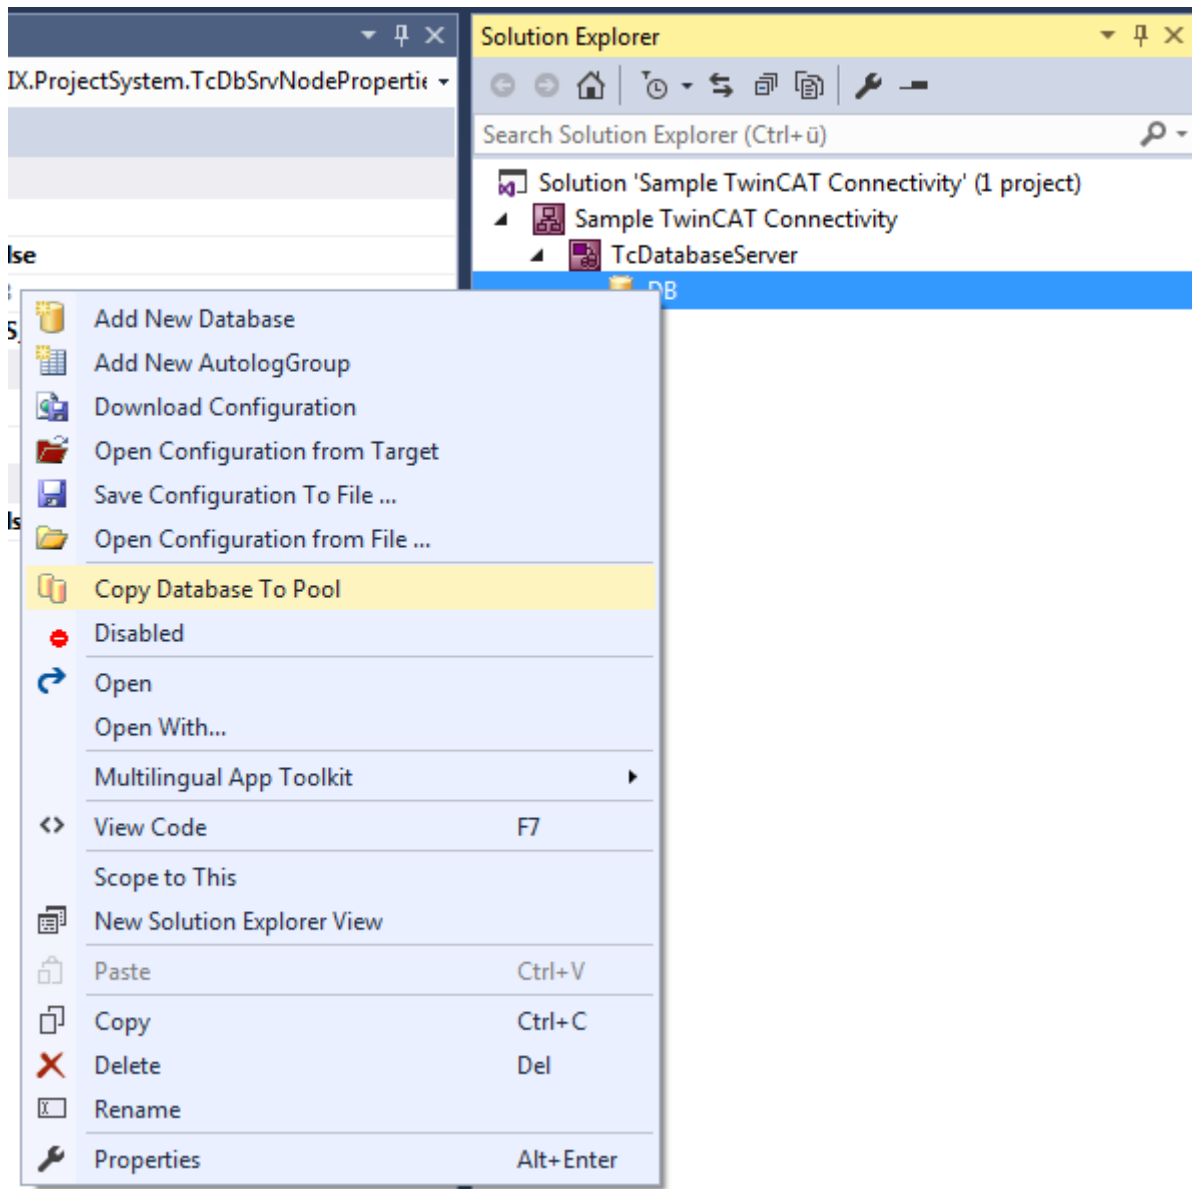 IX.ProjectSystem.TcDbSrvNodePropertie
lse
Solution Explorer
Search Solution Explorer (Ctrl+ü)
Solution 'Sample TwinCAT Connectivity' (1 project)
Sample TwinCAT Connectivity
TcDatabaseServer
DB
Add New Database
Add New AutologGroup
Download Configuration
Open Configuration from Target
Save Configuration To File ...
Open Configuration from File ...
Copy Database To Pool
Disabled
Open
Open With...
Multilingual App Toolkit
View Code F7
Scope to This
New Solution Explorer View
Paste Ctrl+V
Copy Ctrl+C
Delete Del
Rename
Properties Alt+Enter